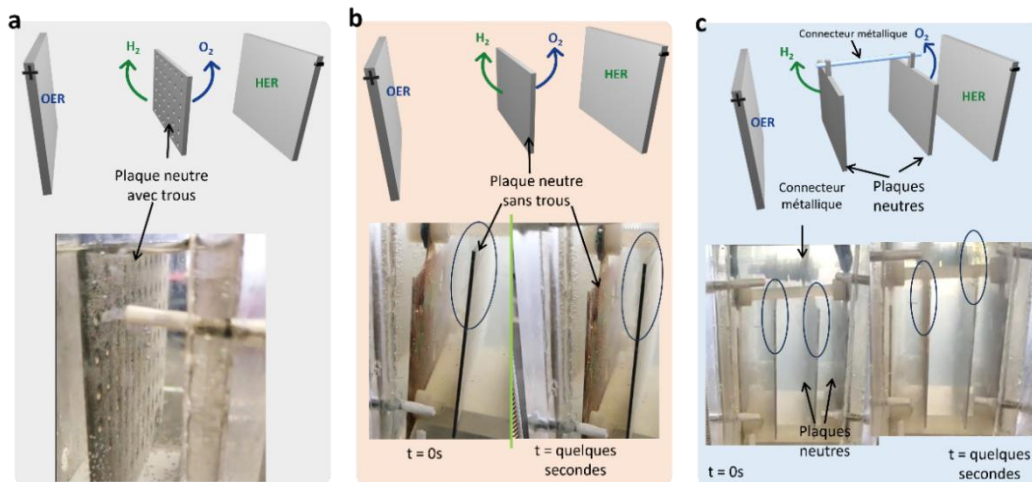 a
H₂
O₂
OER
HER
+
-
Plaque neutre
avec trous
b
H₂
O₂
OER
HER
+
-
Plaque neutre
sans trous
t = 0s
t = quelques
secondes
c
Connecteur métallique
H₂
O₂
OER
HER
+
-
Connecteur
métallique
Plaques
neutres
Plaques
neutres
t = 0s
t = quelques
secondes